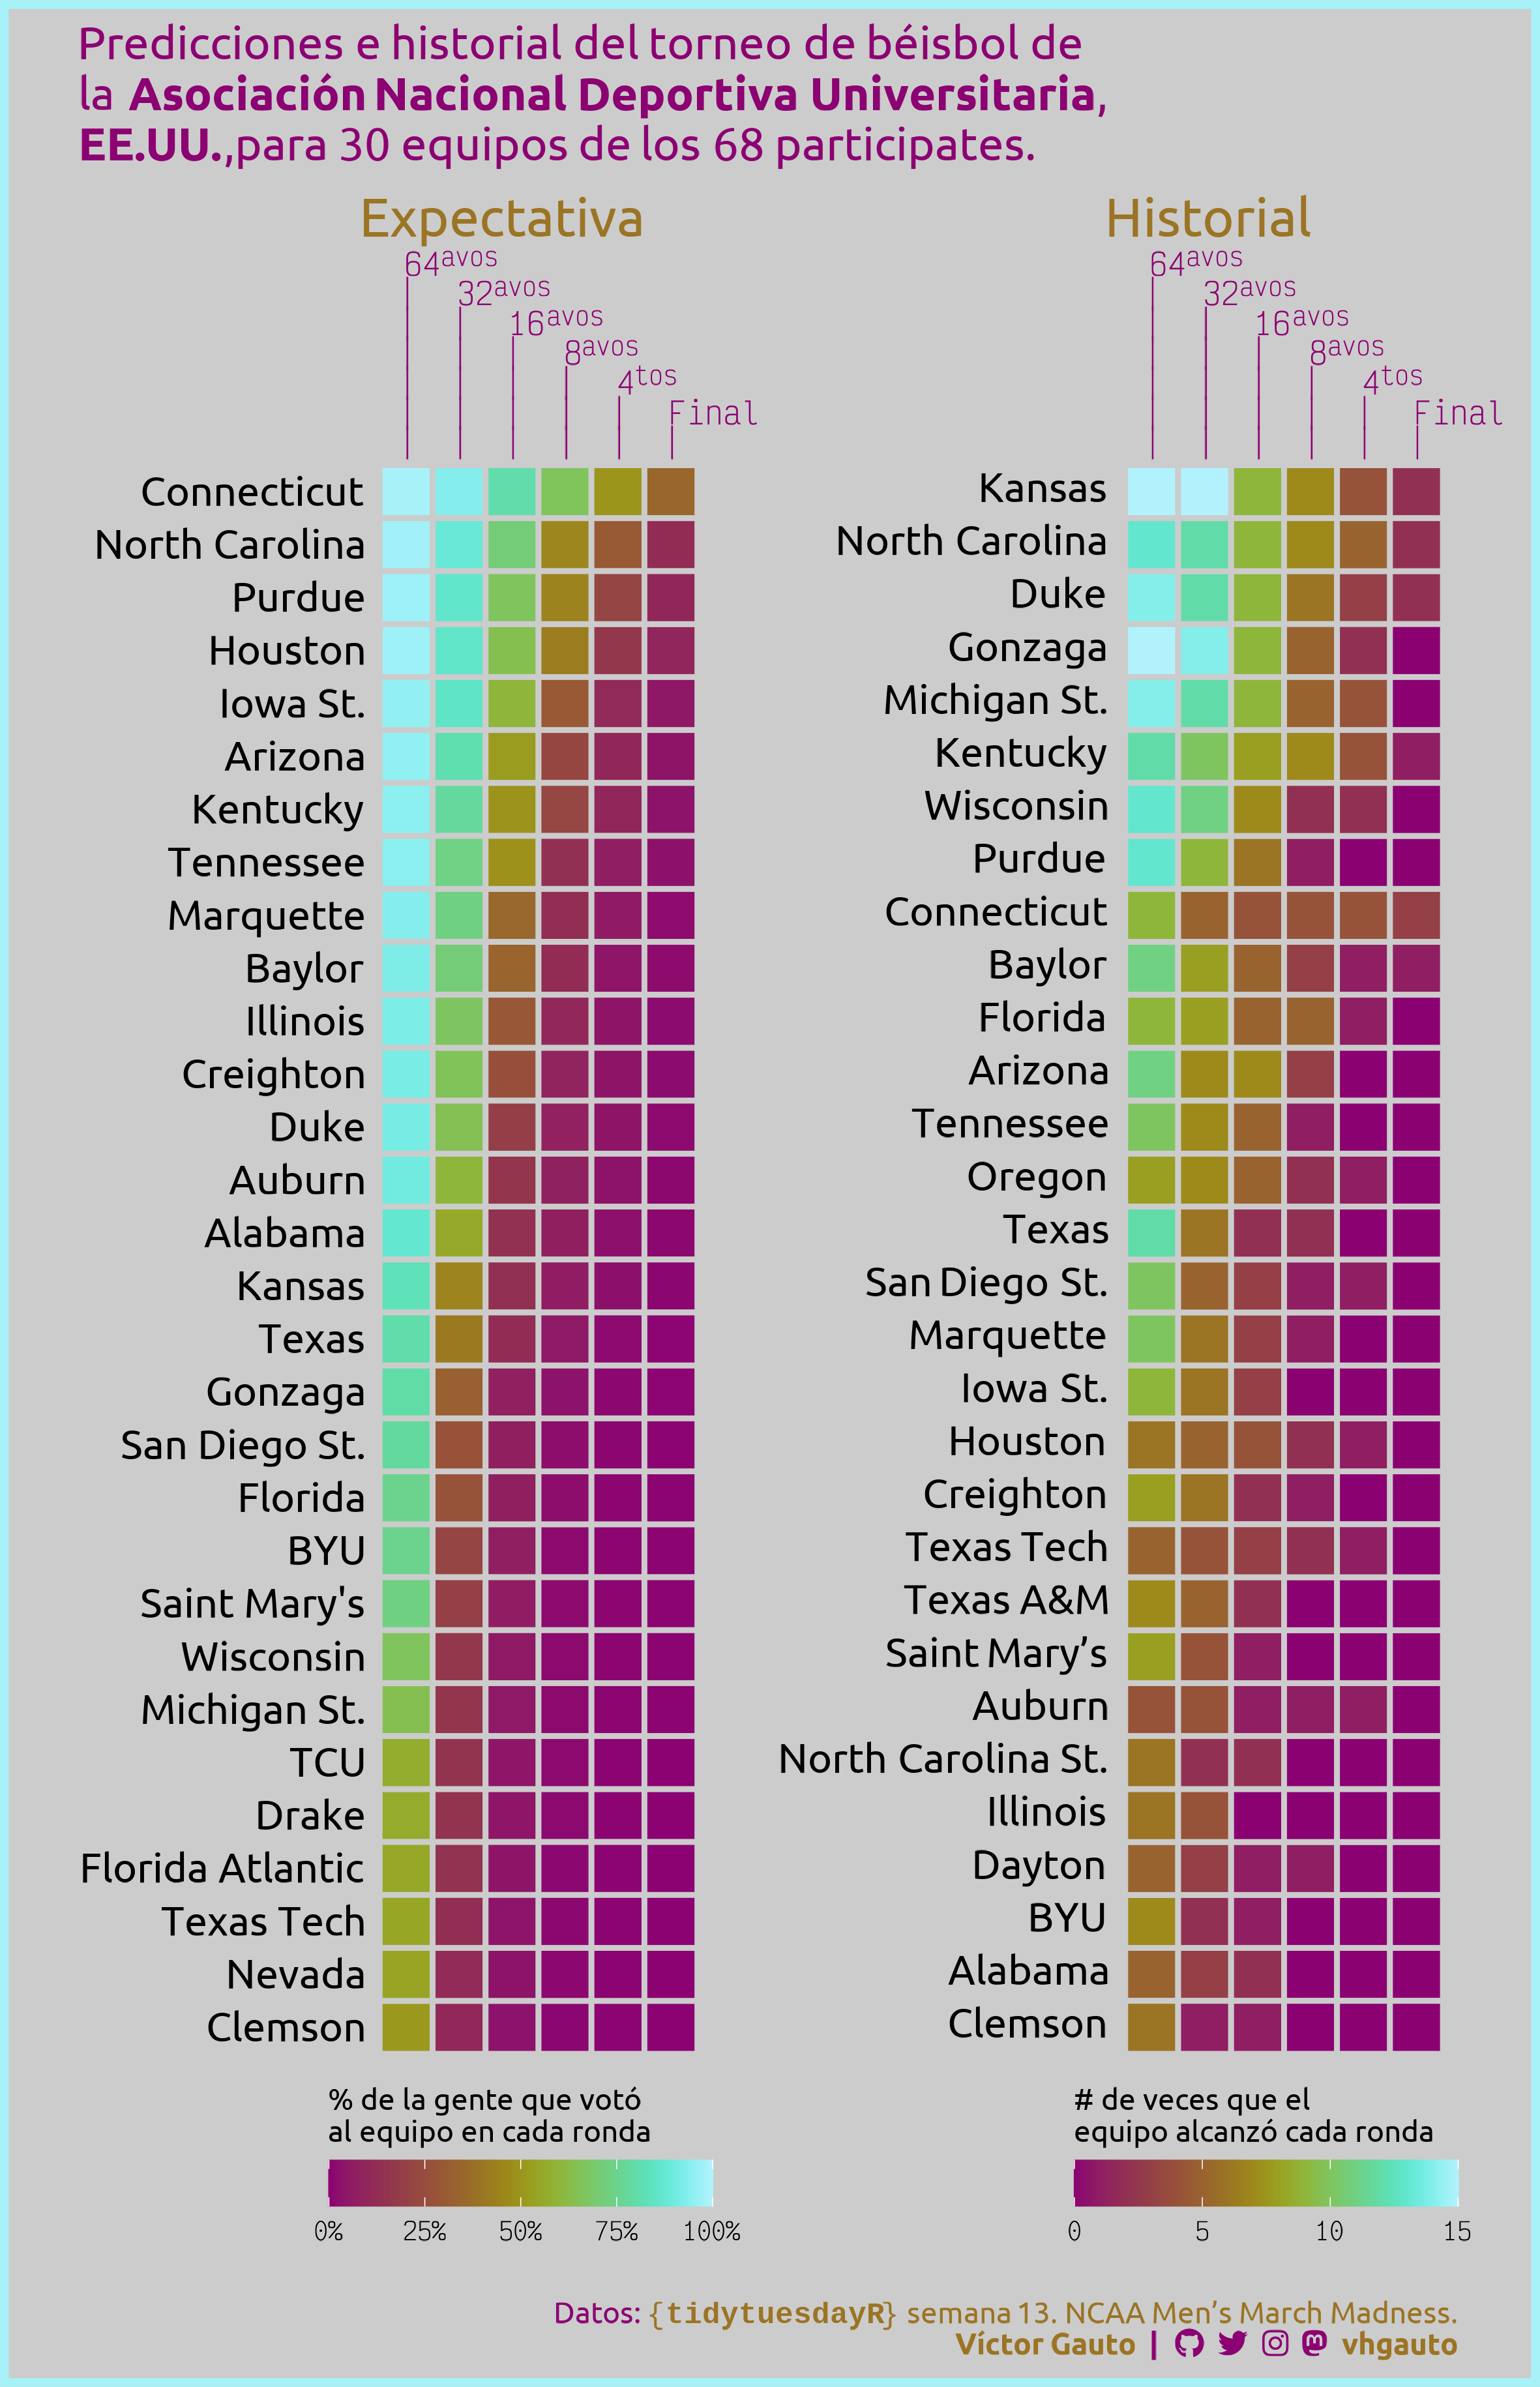 Predicciones e historial del torneo de béisbol de
la Asociación Nacional Deportiva Universitaria,
EE.UU.,para 30 equipos de los 68 participates.
Expectativa
64avos
32avos
16avos
8avos
4tos
Final
Connecticut
North Carolina
Purdue
Houston
Iowa St.
Arizona
Kentucky
Tennessee
Marquette
Baylor
Illinois
Creighton
Duke
Auburn
Alabama
Kansas
Texas
Gonzaga
San Diego St.
Florida
BYU
Saint Mary's
Wisconsin
Michigan St.
TCU
Drake
Florida Atlantic
Texas Tech
Nevada
Clemson
% de la gente que votó
al equipo en cada ronda
0% 25% 50% 75% 100%
Historial
64avos
32avos
16avos
8avos
4tos
Final
Kansas
North Carolina
Duke
Gonzaga
Michigan St.
Kentucky
Wisconsin
Purdue
Connecticut
Baylor
Florida
Arizona
Tennessee
Oregon
Texas
San Diego St.
Marquette
Iowa St.
Houston
Creighton
Texas Tech
Texas A&M
Saint Mary’s
Auburn
North Carolina St.
Illinois
Dayton
BYU
Alabama
Clemson
# de veces que el
equipo alcanzó cada ronda
0 5 10 15
Datos: {tidytuesdayR} semana 13. NCAA Men’s March Madness.
Víctor Gauto | vhgauto